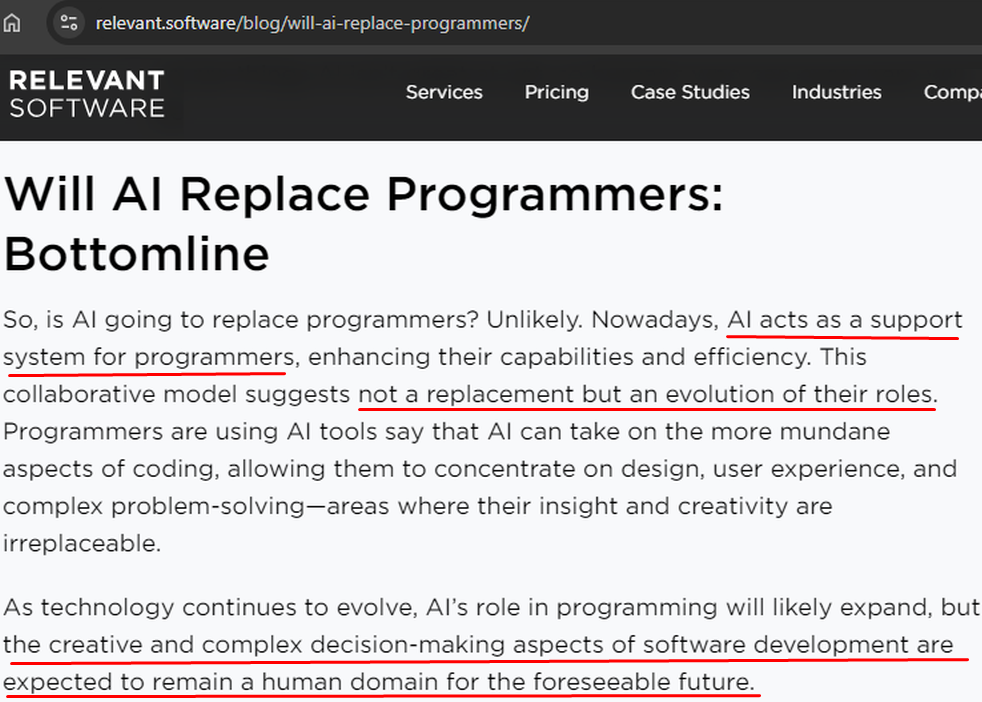 relevant.software/blog/will-ai-replace-programmers/
RELEVANT
SOFTWARE
Services Pricing Case Studies Industries Compa
Will AI Replace Programmers:
Bottomline
So, is AI going to replace programmers? Unlikely. Nowadays, AI acts as a support
system for programmers, enhancing their capabilities and efficiency. This
collaborative model suggests not a replacement but an evolution of their roles.
Programmers are using AI tools say that AI can take on the more mundane
aspects of coding, allowing them to concentrate on design, user experience, and
complex problem-solving—areas where their insight and creativity are
irreplaceable.
As technology continues to evolve, AI’s role in programming will likely expand, but
the creative and complex decision-making aspects of software development are
expected to remain a human domain for the foreseeable future.